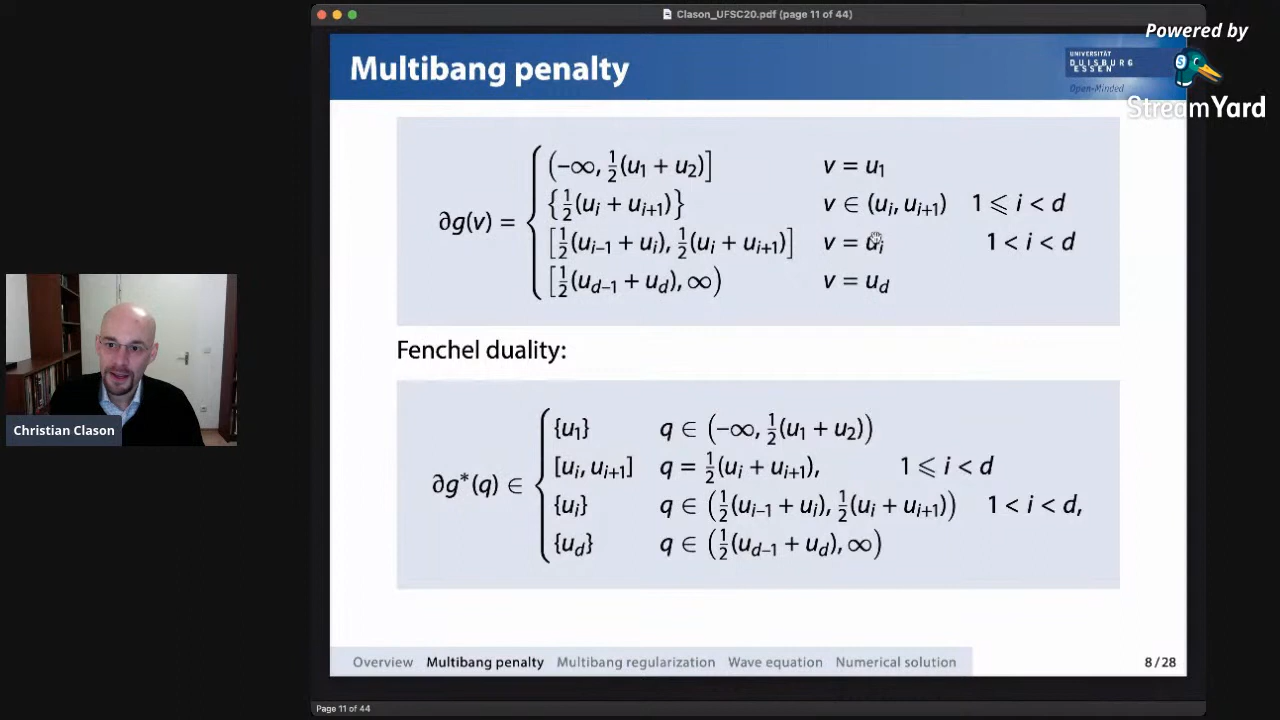 Clason_UFSC20.pdf (page 11 of 44)
Powered by
StreamYard
Multibang penalty
UNIVERSITÄT
DUISBURG
ESSEN
Open-Minded
∂g(v) = { (−∞, ½(u₁ + u₂)] v = u₁
{½(uᵢ + uᵢ₊₁)} v ∈ (uᵢ, uᵢ₊₁) 1 ⩽ i < d
[½(uᵢ₋₁ + uᵢ), ½(uᵢ + uᵢ₊₁)] v = uᵢ 1 < i < d
[½(u_{d−1} + u_d), ∞) v = u_d
Fenchel duality:
∂g*(q) ∈ { {u₁} q ∈ (−∞, ½(u₁ + u₂))
[uᵢ, uᵢ₊₁] q = ½(uᵢ + uᵢ₊₁), 1 ⩽ i < d
{uᵢ} q ∈ (½(uᵢ₋₁ + uᵢ), ½(uᵢ + uᵢ₊₁)) 1 < i < d,
{u_d} q ∈ (½(u_{d−1} + u_d), ∞)
Christian Clason
Overview Multibang penalty Multibang regularization Wave equation Numerical solution 8 / 28
Page 11 of 44